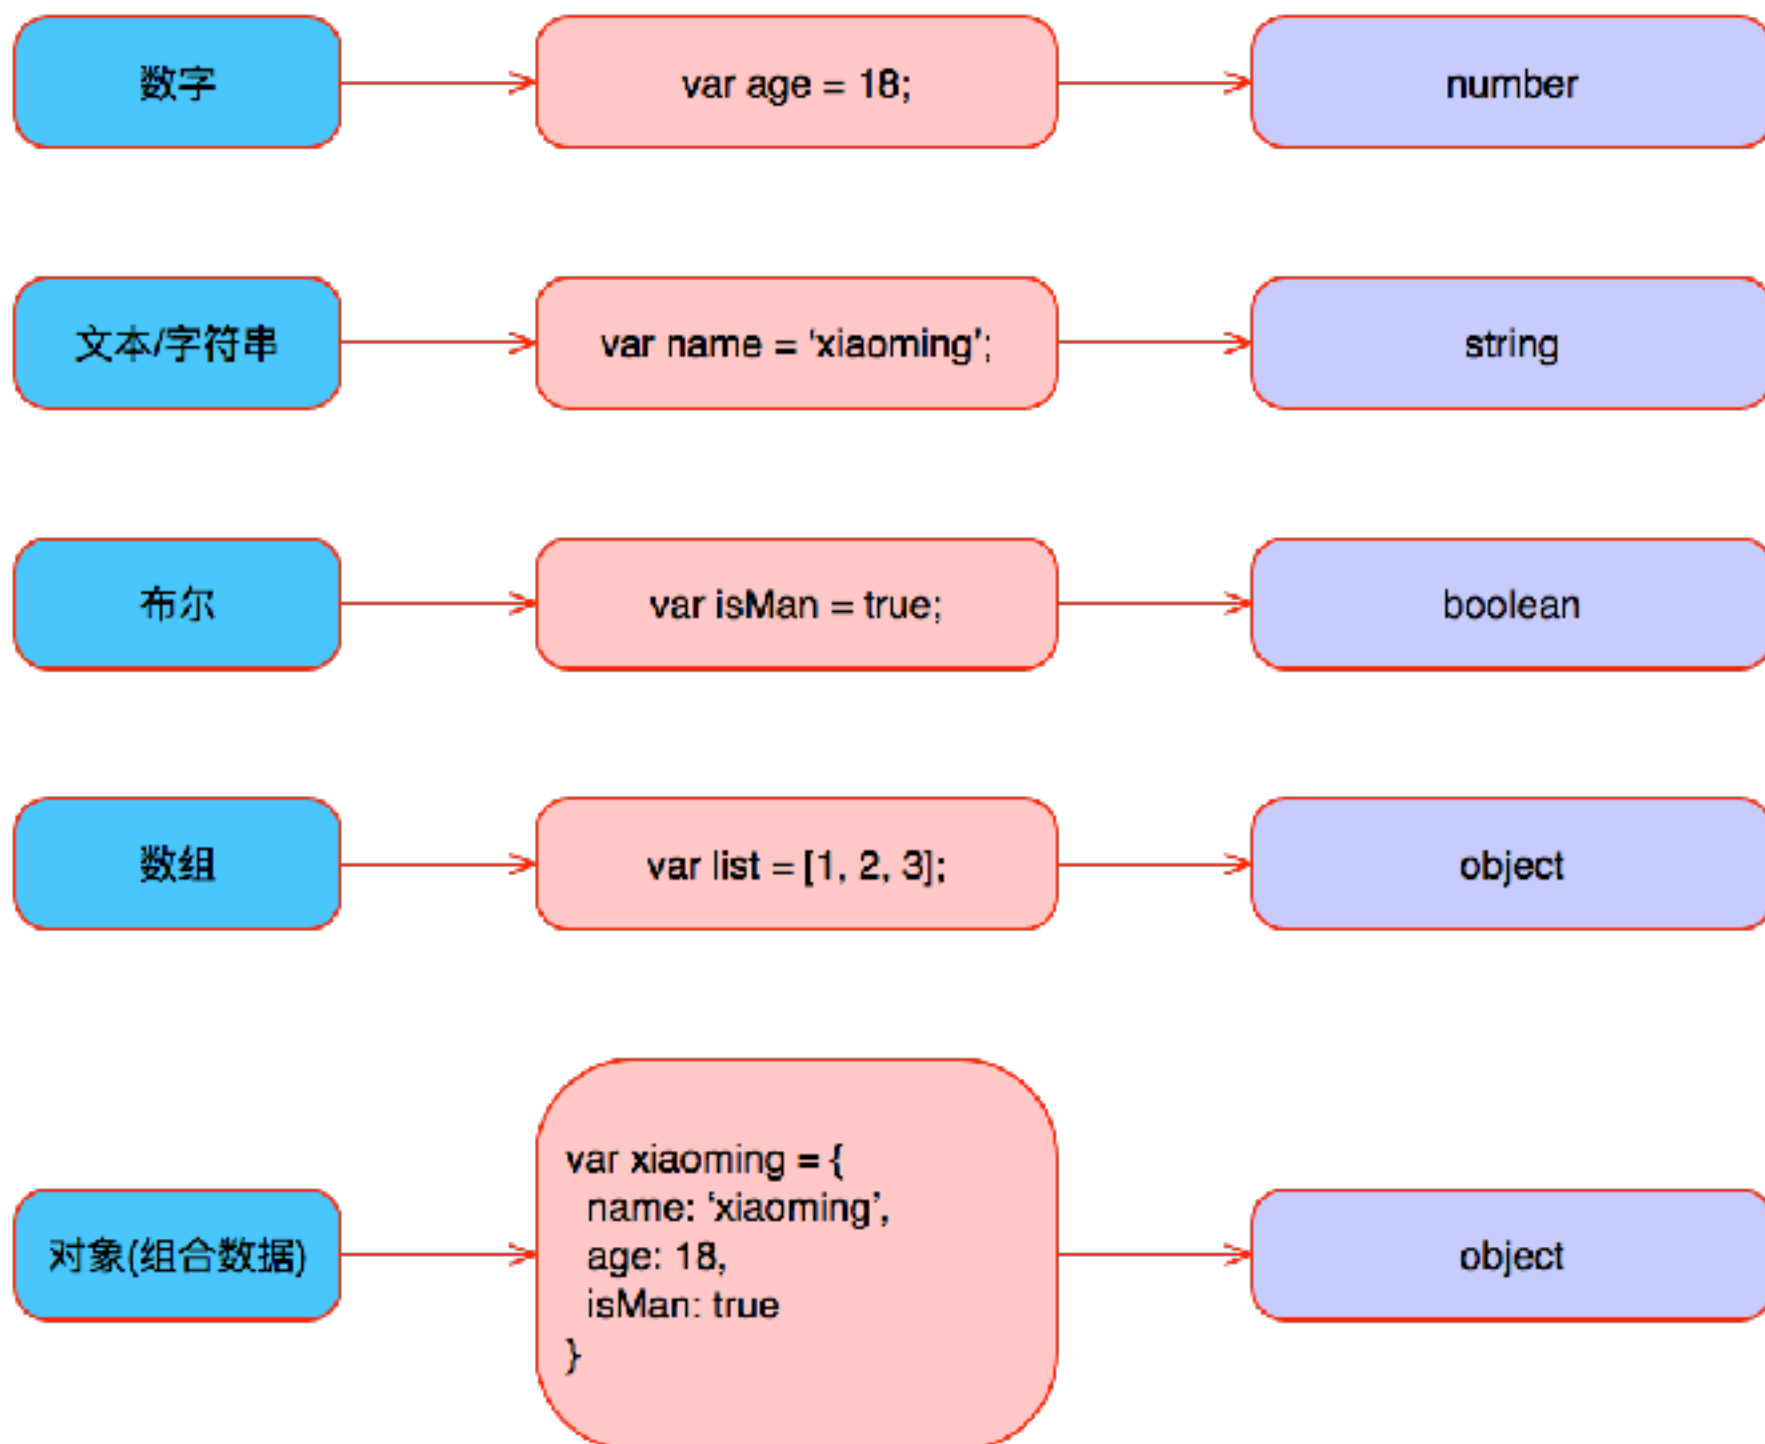 数字
var age = 18;
number
文本/字符串
var name = ‘xiaoming’;
string
布尔
var isMan = true;
boolean
数组
var list = [1, 2, 3];
object
对象(组合数据)
var xiaoming = {
name: ‘xiaoming’,
age: 18,
isMan: true
}
object